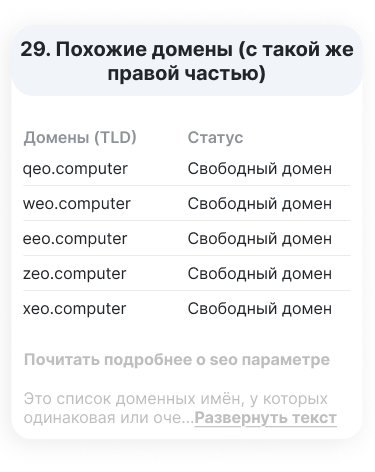 29. Похожие домены (с такой же
правой частью)
Домены (TLD) Статус
qeo.computer Свободный домен
weo.computer Свободный домен
eeo.computer Свободный домен
zeo.computer Свободный домен
xeo.computer Свободный домен
Почитать подробнее о seo параметре
Это список доменных имён, у которых
одинаковая или оче...Развернуть текст